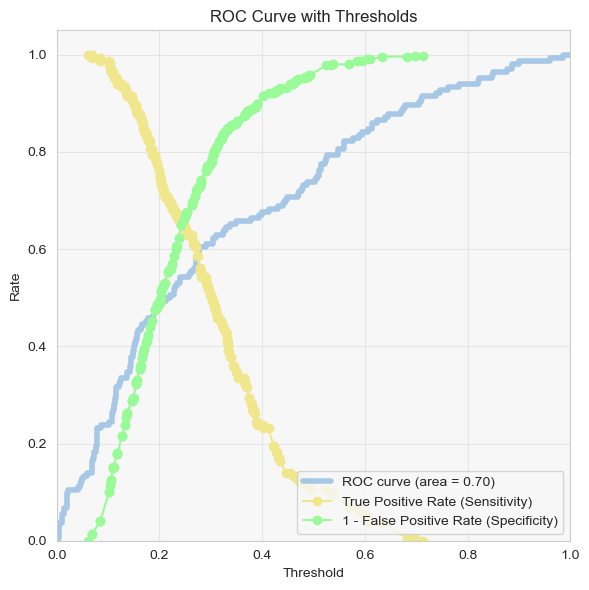 ROC Curve with Thresholds
1.0
0.8
0.6
0.4
0.2
0.0
Rate
0.0 0.2 0.4 0.6 0.8 1.0
Threshold
ROC curve (area = 0.70)
True Positive Rate (Sensitivity)
1 - False Positive Rate (Specificity)